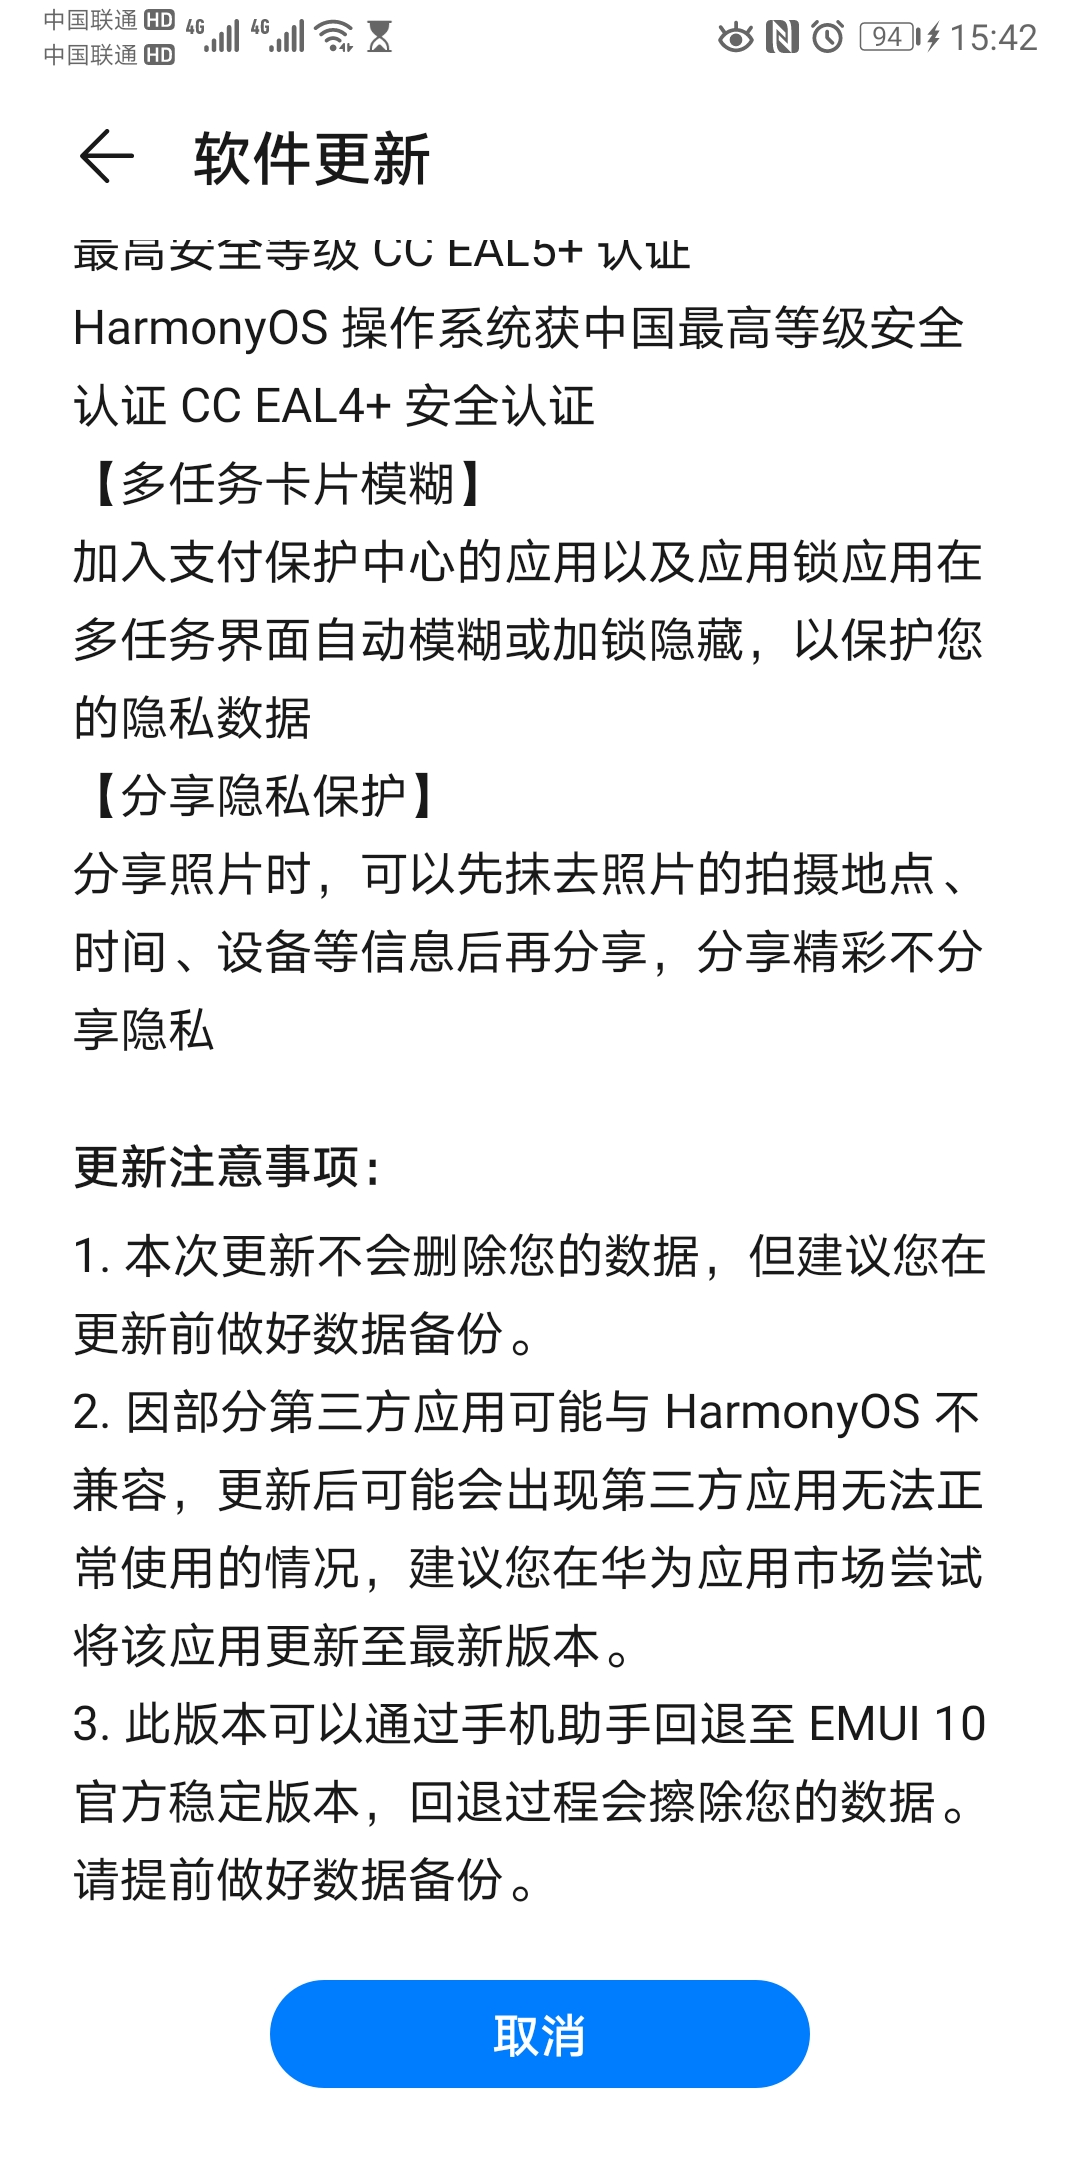 中国联通 HD 4G 4G 94 15:42
中国联通 HD
软件更新
最高安全等级 CC EAL5+ 认证
HarmonyOS 操作系统获中国最高等级安全
认证 CC EAL4+ 安全认证
【多任务卡片模糊】
加入支付保护中心的应用以及应用锁应用在
多任务界面自动模糊或加锁隐藏，以保护您
的隐私数据
【分享隐私保护】
分享照片时，可以先抹去照片的拍摄地点、
时间、设备等信息后再分享，分享精彩不分
享隐私
更新注意事项：
1. 本次更新不会删除您的数据，但建议您在
更新前做好数据备份。
2. 因部分第三方应用可能与 HarmonyOS 不
兼容，更新后可能会出现第三方应用无法正
常使用的情况，建议您在华为应用市场尝试
将该应用更新至最新版本。
3. 此版本可以通过手机助手回退至 EMUI 10
官方稳定版本，回退过程会擦除您的数据。
请提前做好数据备份。
取消